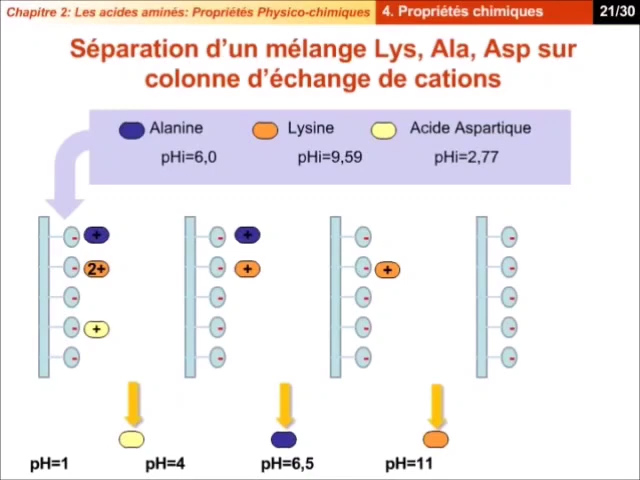 Chapitre 2: Les acides aminés: Propriétés Physico-chimiques 4. Propriétés chimiques 21/30
Séparation d’un mélange Lys, Ala, Asp sur
colonne d’échange de cations
Alanine Lysine Acide Aspartique
pHi=6,0 pHi=9,59 pHi=2,77
- + - + - -
- 2+ - + - + -
- - - -
- + - - -
- - - -
pH=1 pH=4 pH=6,5 pH=11